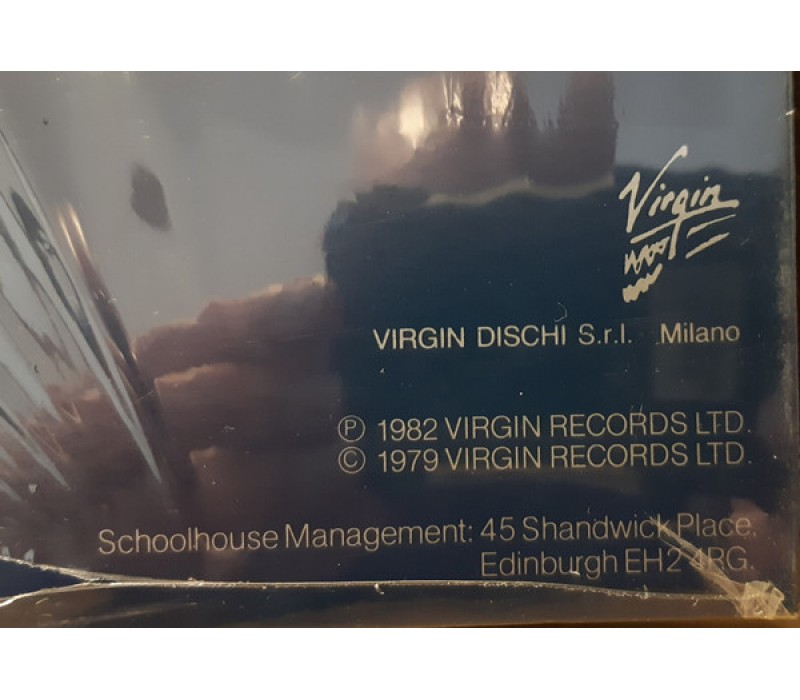 Virgin
VIRGIN DISCHI S.r.l. Milano
Ⓟ 1982 VIRGIN RECORDS LTD.
© 1979 VIRGIN RECORDS LTD.
Schoolhouse Management: 45 Shandwick Place,
Edinburgh EH2 4RG.